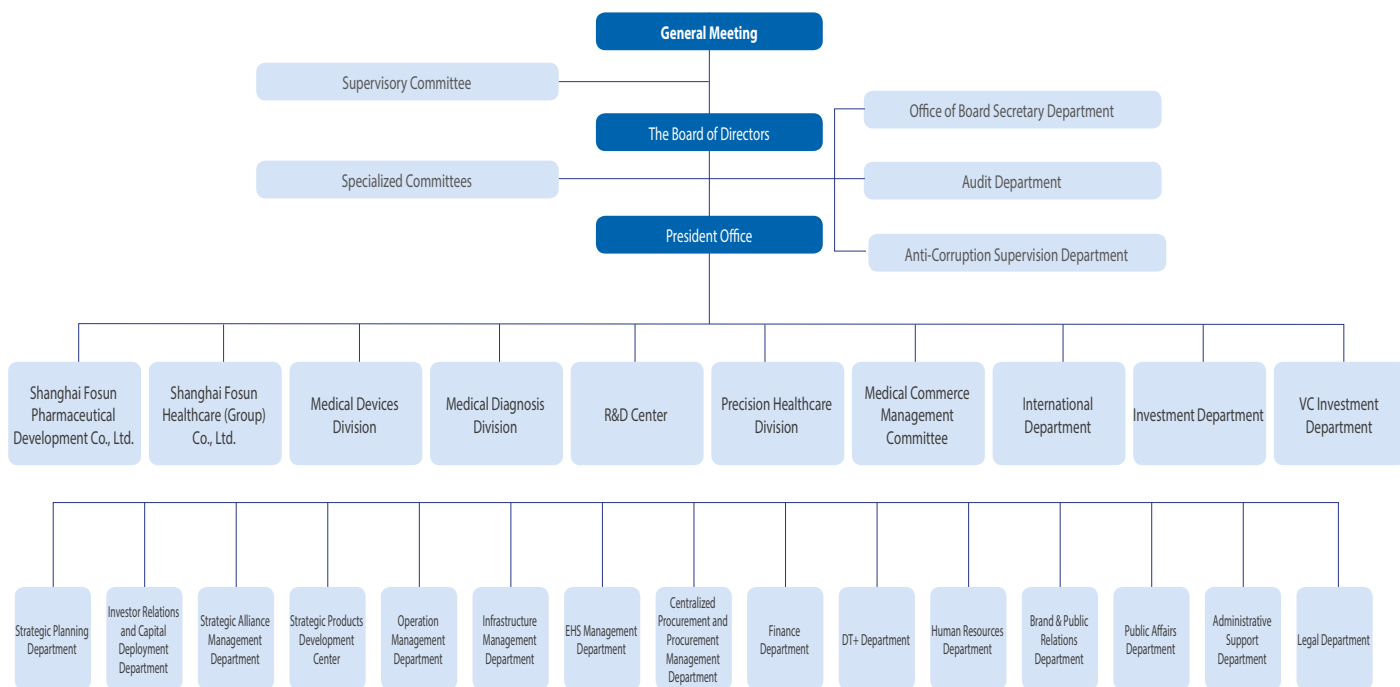 General Meeting
Supervisory Committee
Office of Board Secretary Department
The Board of Directors
Specialized Committees
Audit Department
President Office
Anti-Corruption Supervision Department
Shanghai Fosun
Pharmaceutical
Development Co., Ltd.
Shanghai Fosun
Healthcare (Group)
Co., Ltd.
Medical Devices
Division
Medical Diagnosis
Division
R&D Center
Precision Healthcare
Division
Medical Commerce
Management
Committee
International
Department
Investment Department
VC Investment
Department
Strategic Planning
Department
Investor Relations
and Capital
Deployment
Department
Strategic Alliance
Management
Department
Strategic Products
Development
Center
Operation
Management
Department
Infrastructure
Management
Department
EHS Management
Department
Centralized
Procurement and
Procurement
Management
Department
Finance
Department
DT+ Department
Human Resources
Department
Brand & Public
Relations
Department
Public Affairs
Department
Administrative
Support
Department
Legal Department